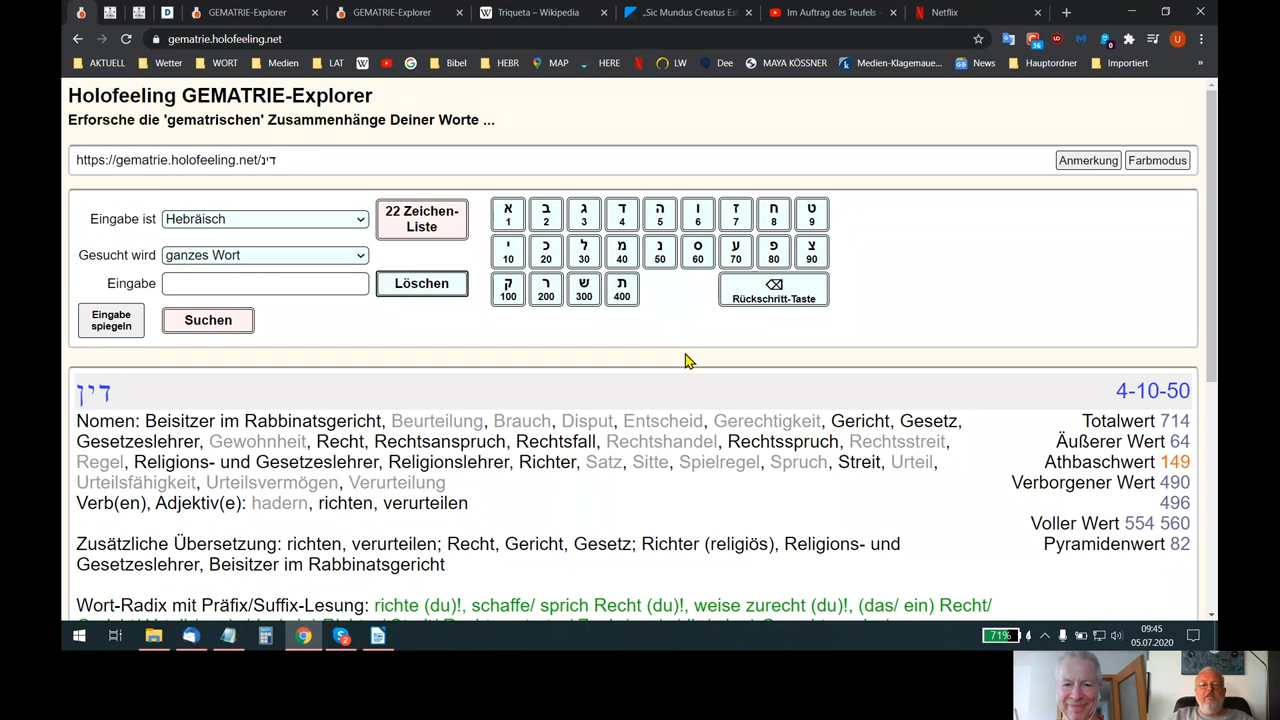 GEMATRIE-Explorer
GEMATRIE-Explorer
Triqueta – Wikipedia
„Sic Mundus Creatus Es
Im Auftrag des Teufels -
Netflix
gematrie.holofeeling.net
36
0
U
AKTUELL
Wetter
WORT
Medien
LAT
Bibel
HEBR
MAP
HERE
LW
Dee
MAYA KÖSSNER
Medien-Klagemaue...
News
Hauptordner
Importiert
»
Holofeeling GEMATRIE-Explorer
Erforsche die 'gematrischen' Zusammenhänge Deiner Worte ...
https://gematrie.holofeeling.net/דינ
Anmerkung
Farbmodus
Eingabe ist
Hebräisch
22 Zeichen-
Liste
Gesucht wird
ganzes Wort
Eingabe
Löschen
Eingabe
spiegeln
Suchen
א ב ג ד ה ו ז ח ט
1 2 3 4 5 6 7 8 9
י כ ל מ נ ס ע פ צ
10 20 30 40 50 60 70 80 90
ק ר ש ת
100 200 300 400
⌫
Rückschritt-Taste
דין
4-10-50
Nomen: Beisitzer im Rabbinatsgericht, Beurteilung, Brauch, Disput, Entscheid, Gerechtigkeit, Gericht, Gesetz,
Gesetzeslehrer, Gewohnheit, Recht, Rechtsanspruch, Rechtsfall, Rechtshandel, Rechtsspruch, Rechtsstreit,
Regel, Religions- und Gesetzeslehrer, Religionslehrer, Richter, Satz, Sitte, Spielregel, Spruch, Streit, Urteil,
Urteilsfähigkeit, Urteilsvermögen, Verurteilung
Verb(en), Adjektiv(e): hadern, richten, verurteilen
Zusätzliche Übersetzung: richten, verurteilen; Recht, Gericht, Gesetz; Richter (religiös), Religions- und
Gesetzeslehrer, Beisitzer im Rabbinatsgericht
Wort-Radix mit Präfix/Suffix-Lesung: richte (du)!, schaffe/ sprich Recht (du)!, weise zurecht (du)!, (das/ ein) Recht/
Totalwert 714
Äußerer Wert 64
Athbaschwert 149
Verborgener Wert 490
496
Voller Wert 554 560
Pyramidenwert 82
71%
09:45
05.07.2020